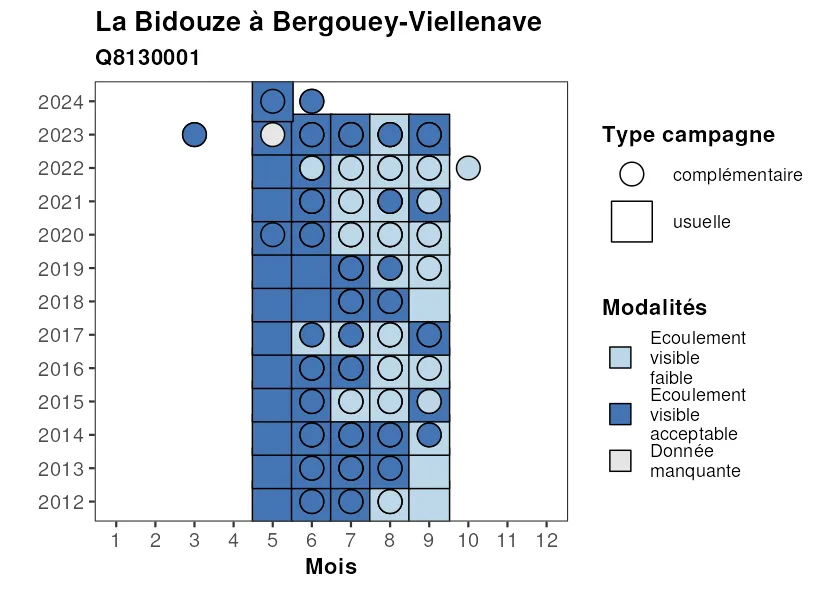 La Bidouze à Bergouey-Viellenave
Q8130001
2024
2023
2022
2021
2020
2019
2018
2017
2016
2015
2014
2013
2012
1 2 3 4 5 6 7 8 9 10 11 12
Mois
Type campagne
complémentaire
usuelle
Modalités
Ecoulement
visible
faible
Ecoulement
visible
acceptable
Donnée
manquante